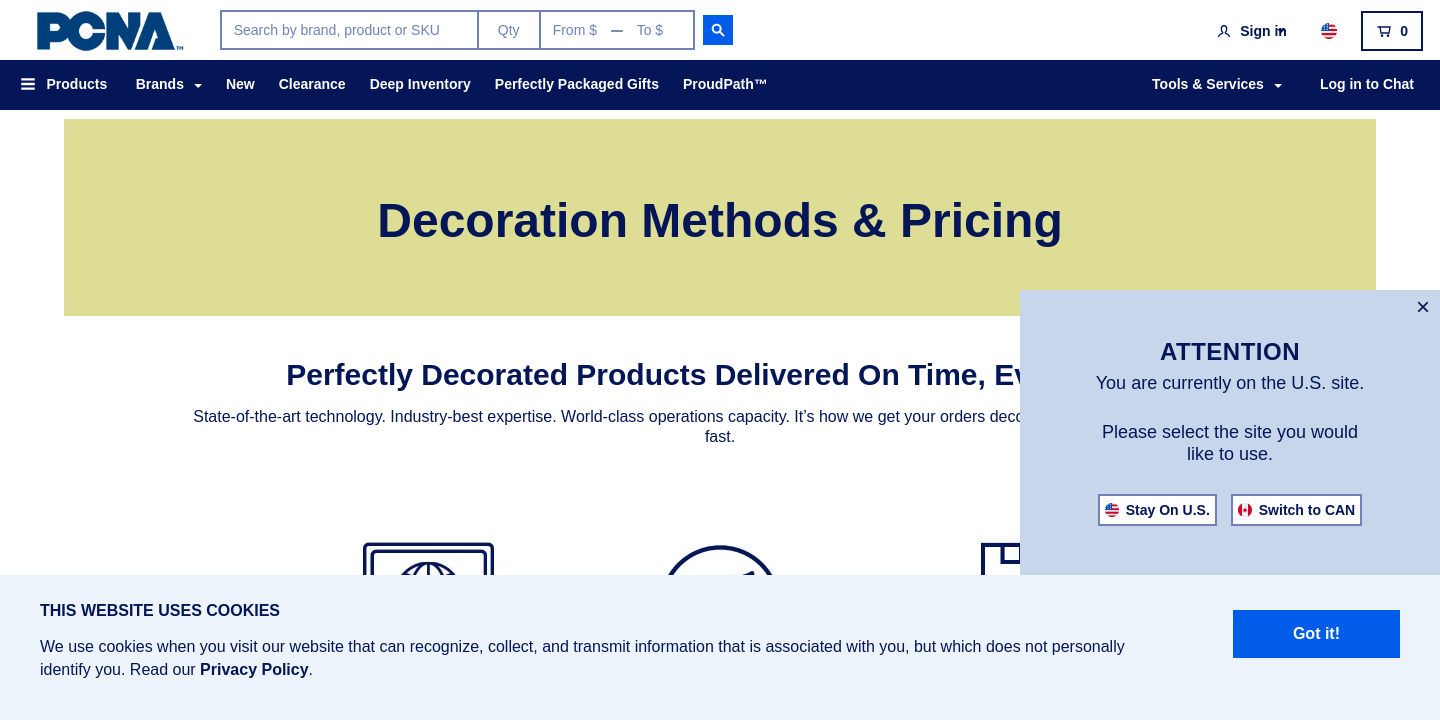 PCNA™
Search by brand, product or SKU Qty From $ — To $
Sign in 0
Products Brands New Clearance Deep Inventory Perfectly Packaged Gifts ProudPath™ Tools & Services Log in to Chat
Decoration Methods & Pricing
Perfectly Decorated Products Delivered On Time,
State-of-the-art technology. Industry-best expertise. World-class operations capacity. It’s how we get your orders
fast.
×
ATTENTION
You are currently on the U.S. site.
Please select the site you would
like to use.
Stay On U.S. Switch to CAN
THIS WEBSITE USES COOKIES
We use cookies when you visit our website that can recognize, collect, and transmit information that is associated with you, but which does not personally
identify you. Read our Privacy Policy.
Got it!